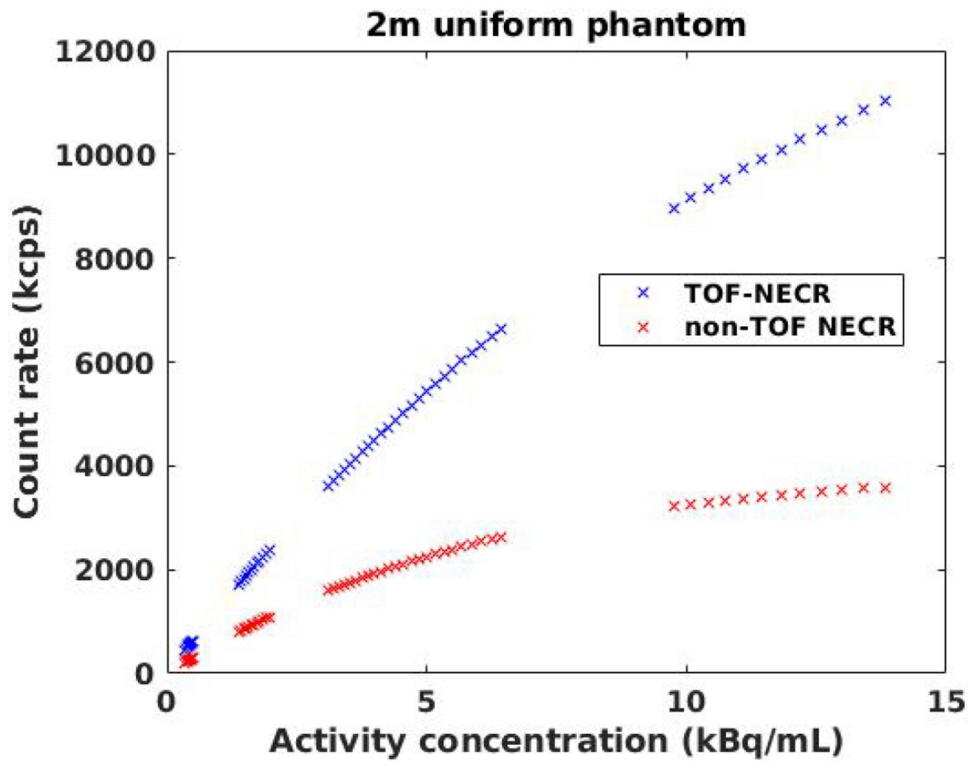 2m uniform phantom
12000
10000
8000
6000
4000
2000
0
Count rate (kcps)
TOF-NECR
non-TOF NECR
0 5 10 15
Activity concentration (kBq/mL)